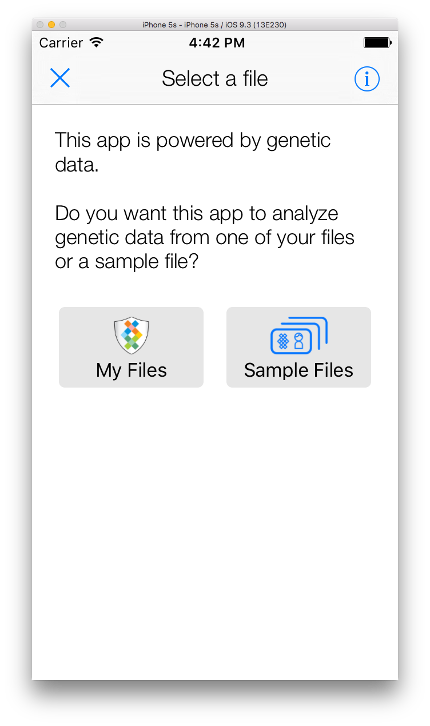 iPhone 5s - iPhone 5s / iOS 9.3 (13E230)
Carrier 4:42 PM
Select a file
This app is powered by genetic
data.
Do you want this app to analyze
genetic data from one of your files
or a sample file?
My Files Sample Files